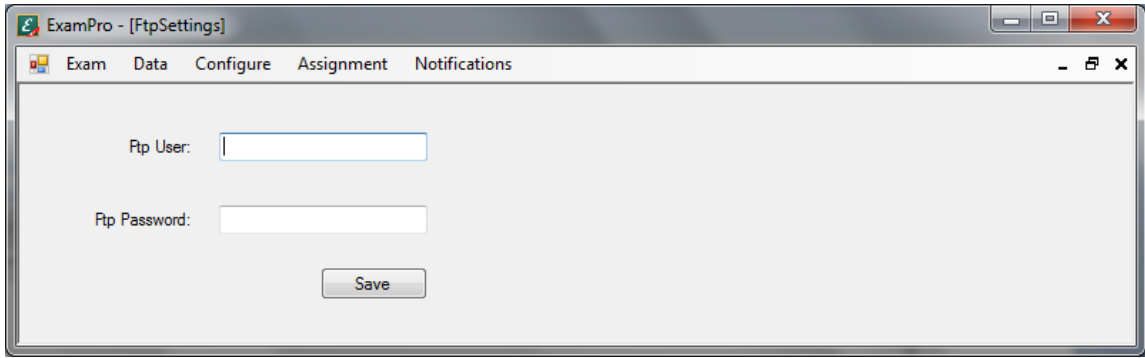 ExamPro - [FtpSettings]
Exam Data Configure Assignment Notifications
Ftp User:
Ftp Password:
Save